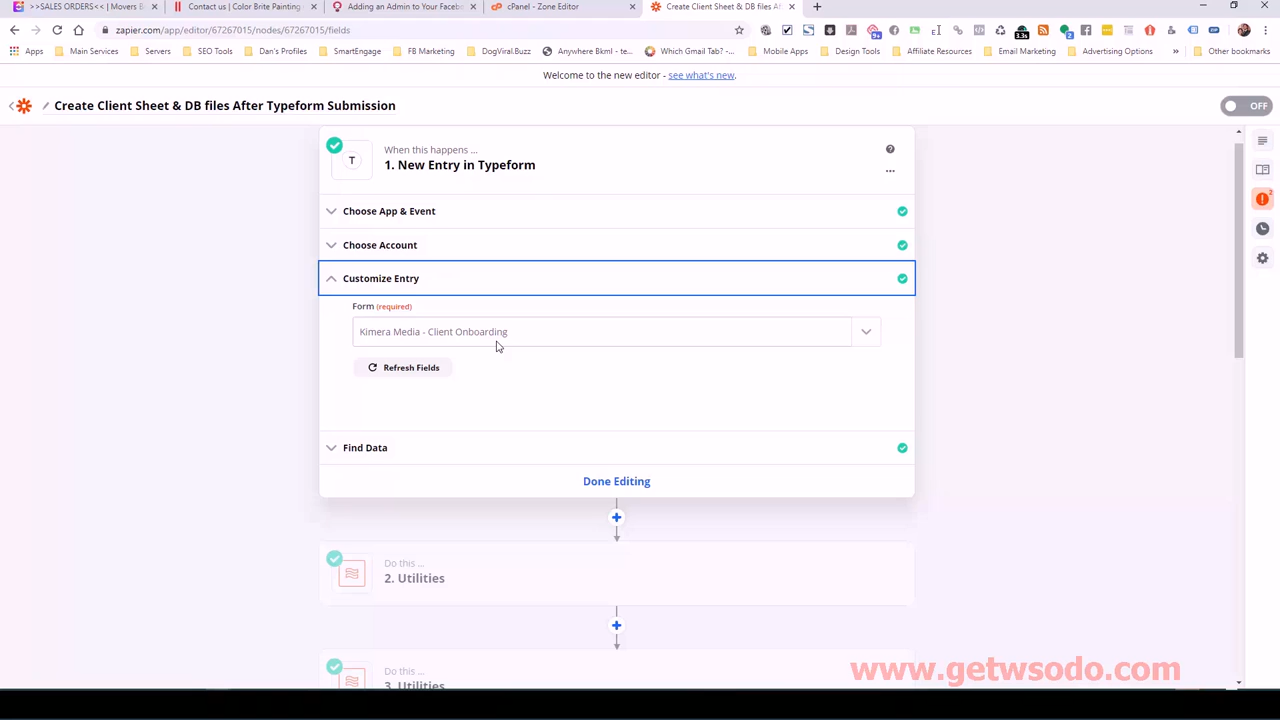 >>SALES ORDERS<< | Movers B
Contact us | Color Brite Painting
Adding an Admin to Your Facebo
cPanel - Zone Editor
Create Client Sheet & DB files Af
zapier.com/app/editor/67267015/nodes/67267015/fields
Apps
Main Services
Servers
SEO Tools
Dan's Profiles
SmartEngage
FB Marketing
DogViral.Buzz
Anywhere Bkml - te...
Which Gmail Tab? -...
Mobile Apps
Design Tools
Affiliate Resources
Email Marketing
Advertising Options
»
Other bookmarks
Welcome to the new editor - see what's new.
Create Client Sheet & DB files After Typeform Submission
OFF
When this happens ...
T
1. New Entry in Typeform
Choose App & Event
Choose Account
Customize Entry
Form (required)
Kimera Media - Client Onboarding
Refresh Fields
Find Data
Done Editing
Do this ...
2. Utilities
Do this ...
3. Utilities
www.getwsodo.com